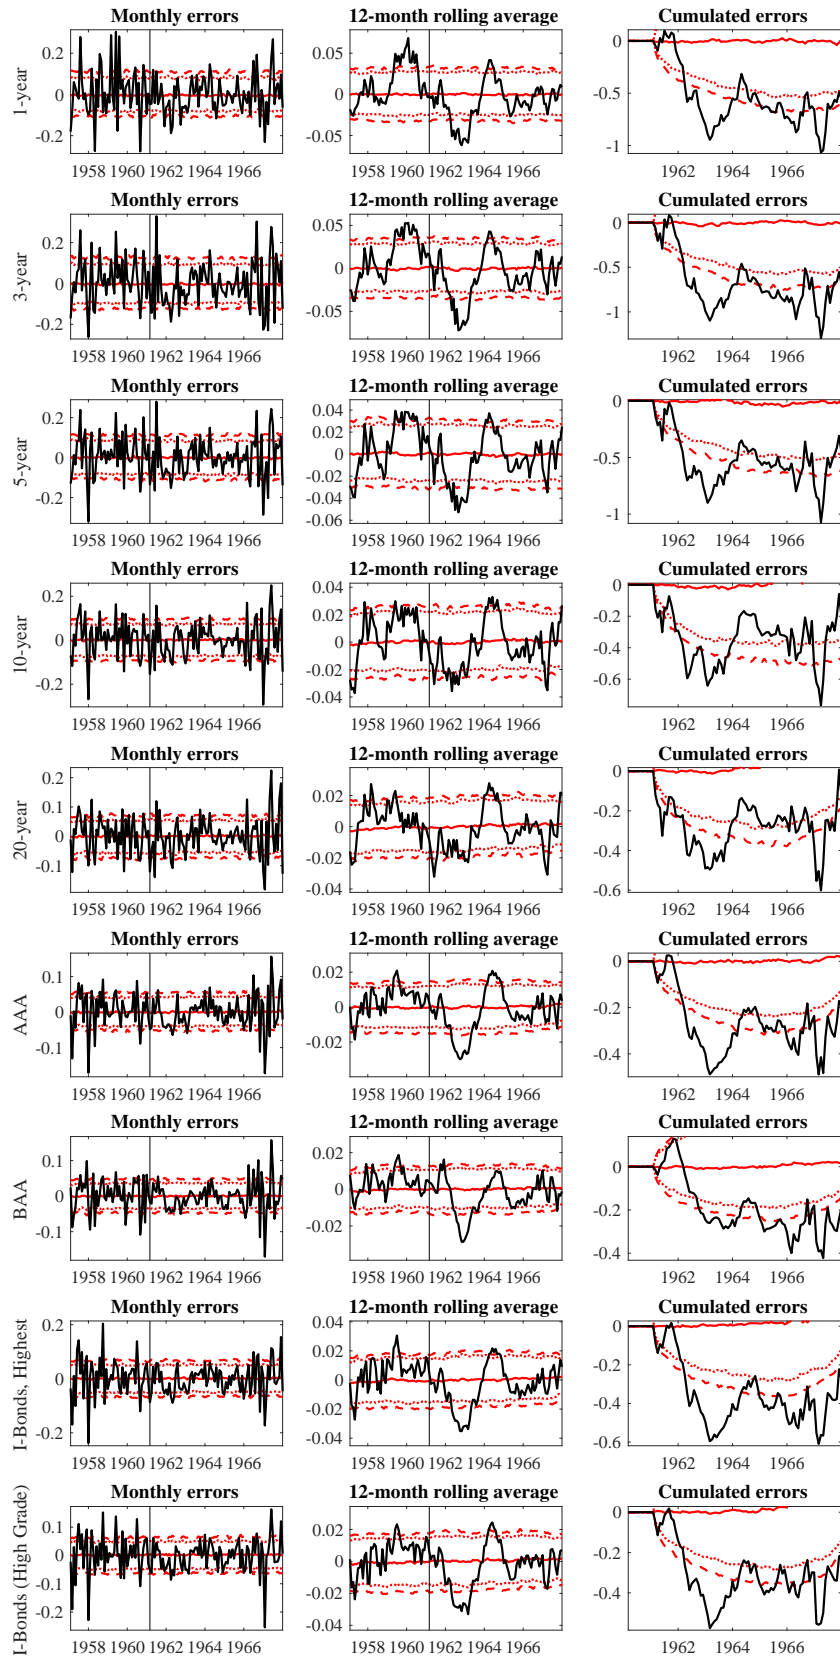 Monthly errors 12-month rolling average Cumulated errors
1-year
0.2 0.05 0
0 0 -0.5
-0.2 -0.05 -1
1958 1960 1962 1964 1966 1958 1960 1962 1964 1966 1962 1964 1966
Monthly errors 12-month rolling average Cumulated errors
3-year
0.2 0.05 0
0 0 -0.5
-0.2 -0.05 -1
1958 1960 1962 1964 1966 1958 1960 1962 1964 1966 1962 1964 1966
Monthly errors 12-month rolling average Cumulated errors
5-year
0.2 0.04 0
0.02
0 0 -0.5
-0.02
-0.2 -0.04
-0.06 -1
1958 1960 1962 1964 1966 1958 1960 1962 1964 1966 1962 1964 1966
Monthly errors 12-month rolling average Cumulated errors
10-year
0.2 0.04 0
0.02 -0.2
0 0 -0.4
-0.02 -0.6
-0.2 -0.04
1958 1960 1962 1964 1966 1958 1960 1962 1964 1966 1962 1964 1966
Monthly errors 12-month rolling average Cumulated errors
20-year
0.2 0.02 0
0.1 0 -0.2
0 -0.02 -0.4
-0.1 -0.04 -0.6
1958 1960 1962 1964 1966 1958 1960 1962 1964 1966 1962 1964 1966
Monthly errors 12-month rolling average Cumulated errors
AAA
0.1 0.02 0
0 0 -0.2
-0.1 -0.02 -0.4
1958 1960 1962 1964 1966 1958 1960 1962 1964 1966 1962 1964 1966
Monthly errors 12-month rolling average Cumulated errors
BAA
0.1 0.02 0
0 0 -0.2
-0.1 -0.02 -0.4
1958 1960 1962 1964 1966 1958 1960 1962 1964 1966 1962 1964 1966
Monthly errors 12-month rolling average Cumulated errors
I-Bonds, Highest
0.2 0.04 0
0.02 -0.2
0 0 -0.4
-0.02
-0.2 -0.04 -0.6
1958 1960 1962 1964 1966 1958 1960 1962 1964 1966 1962 1964 1966
Monthly errors 12-month rolling average Cumulated errors
I-Bonds (High Grade)
0.1 0.02 0
0 0 -0.2
-0.1 -0.02 -0.4
-0.2 -0.04
1958 1960 1962 1964 1966 1958 1960 1962 1964 1966 1962 1964 1966